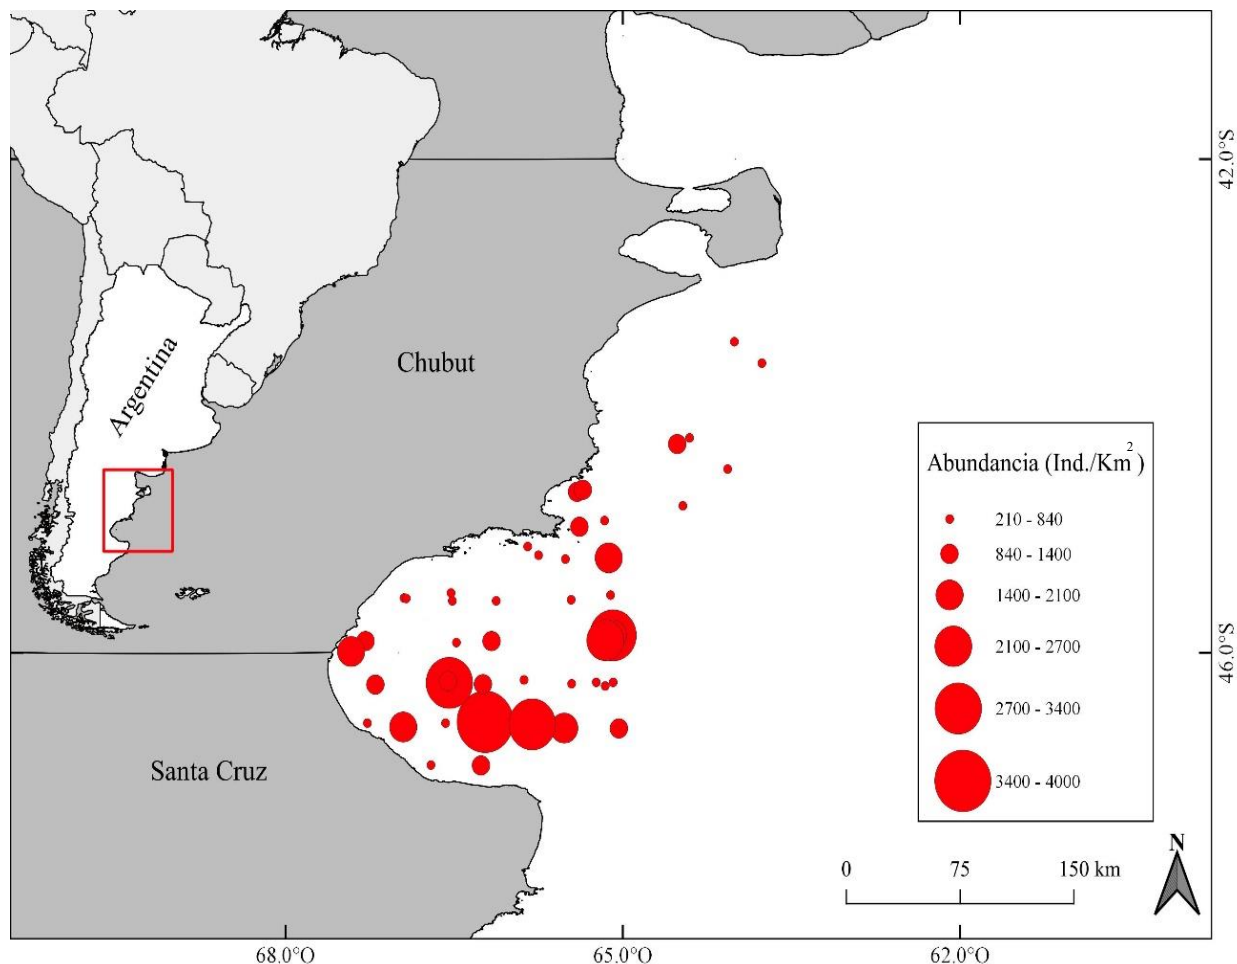 42.0°S
Argentina
Chubut
Abundancia (Ind./Km2)
210 - 840
840 - 1400
1400 - 2100
2100 - 2700
2700 - 3400
3400 - 4000
46.0°S
Santa Cruz
N
0 75 150 km
68.0°O 65.0°O 62.0°O